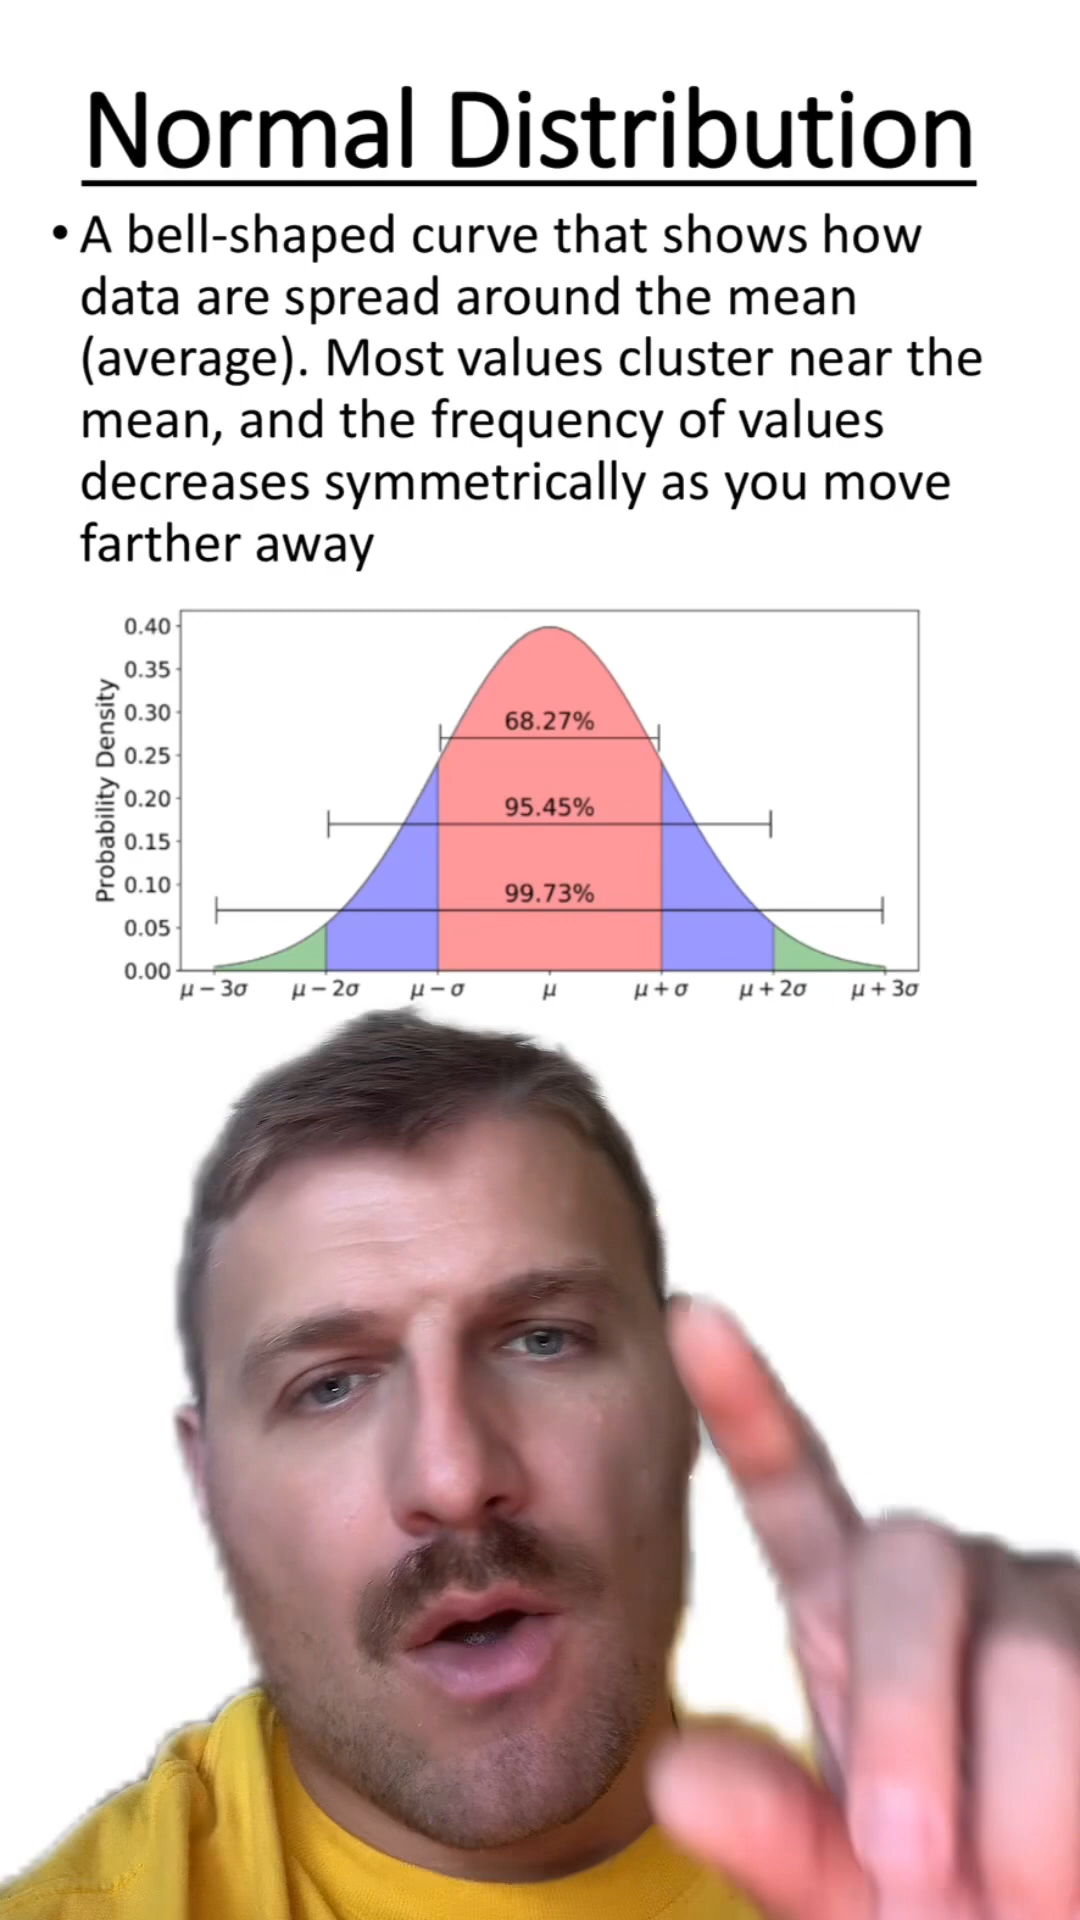 Normal Distribution
• A bell-shaped curve that shows how
data are spread around the mean
(average). Most values cluster near the
mean, and the frequency of values
decreases symmetrically as you move
farther away
Probability Density
0.40
0.35
0.30
0.25
0.20
0.15
0.10
0.05
0.00
68.27%
95.45%
99.73%
μ − 3σ μ − 2σ μ − σ μ μ + σ μ + 2σ μ + 3σ